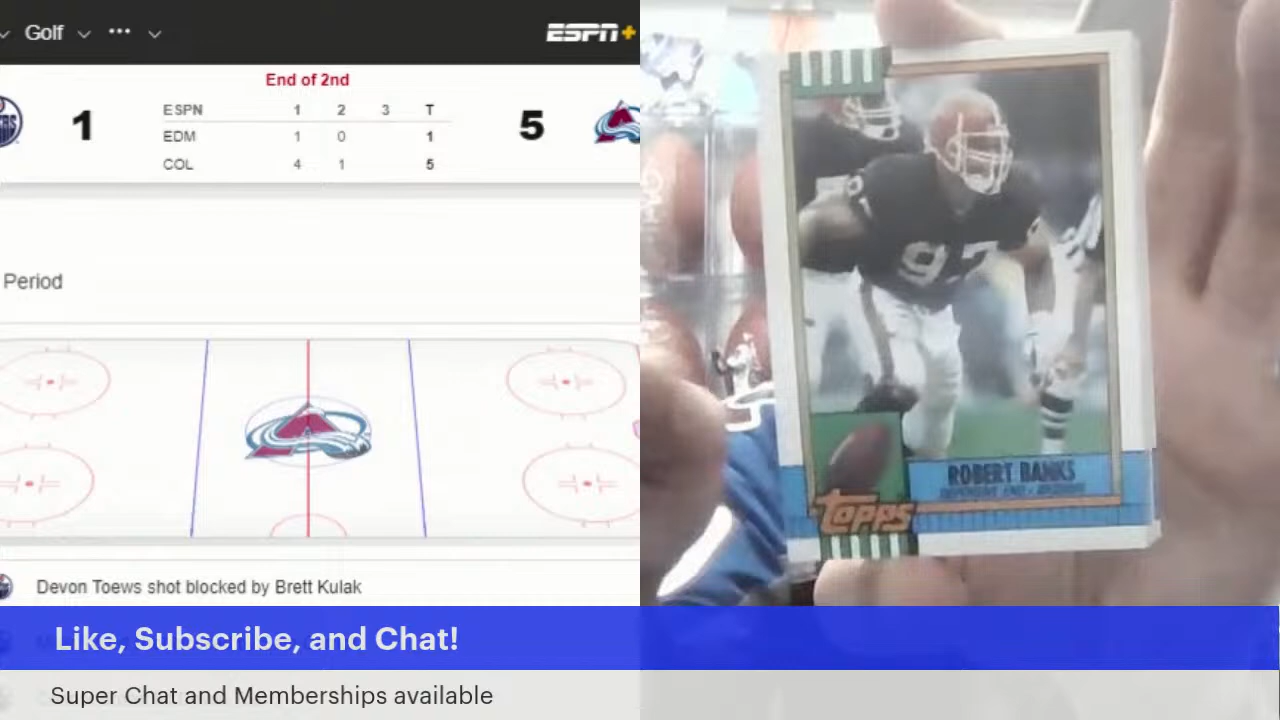 Golf
ESPN+
End of 2nd
1
ESPN 1 2 3 T
EDM 1 0 1
COL 4 1 5
5
Period
Devon Toews shot blocked by Brett Kulak
97
ROBERT BANKS
Topps
Like, Subscribe, and Chat!
Super Chat and Memberships available